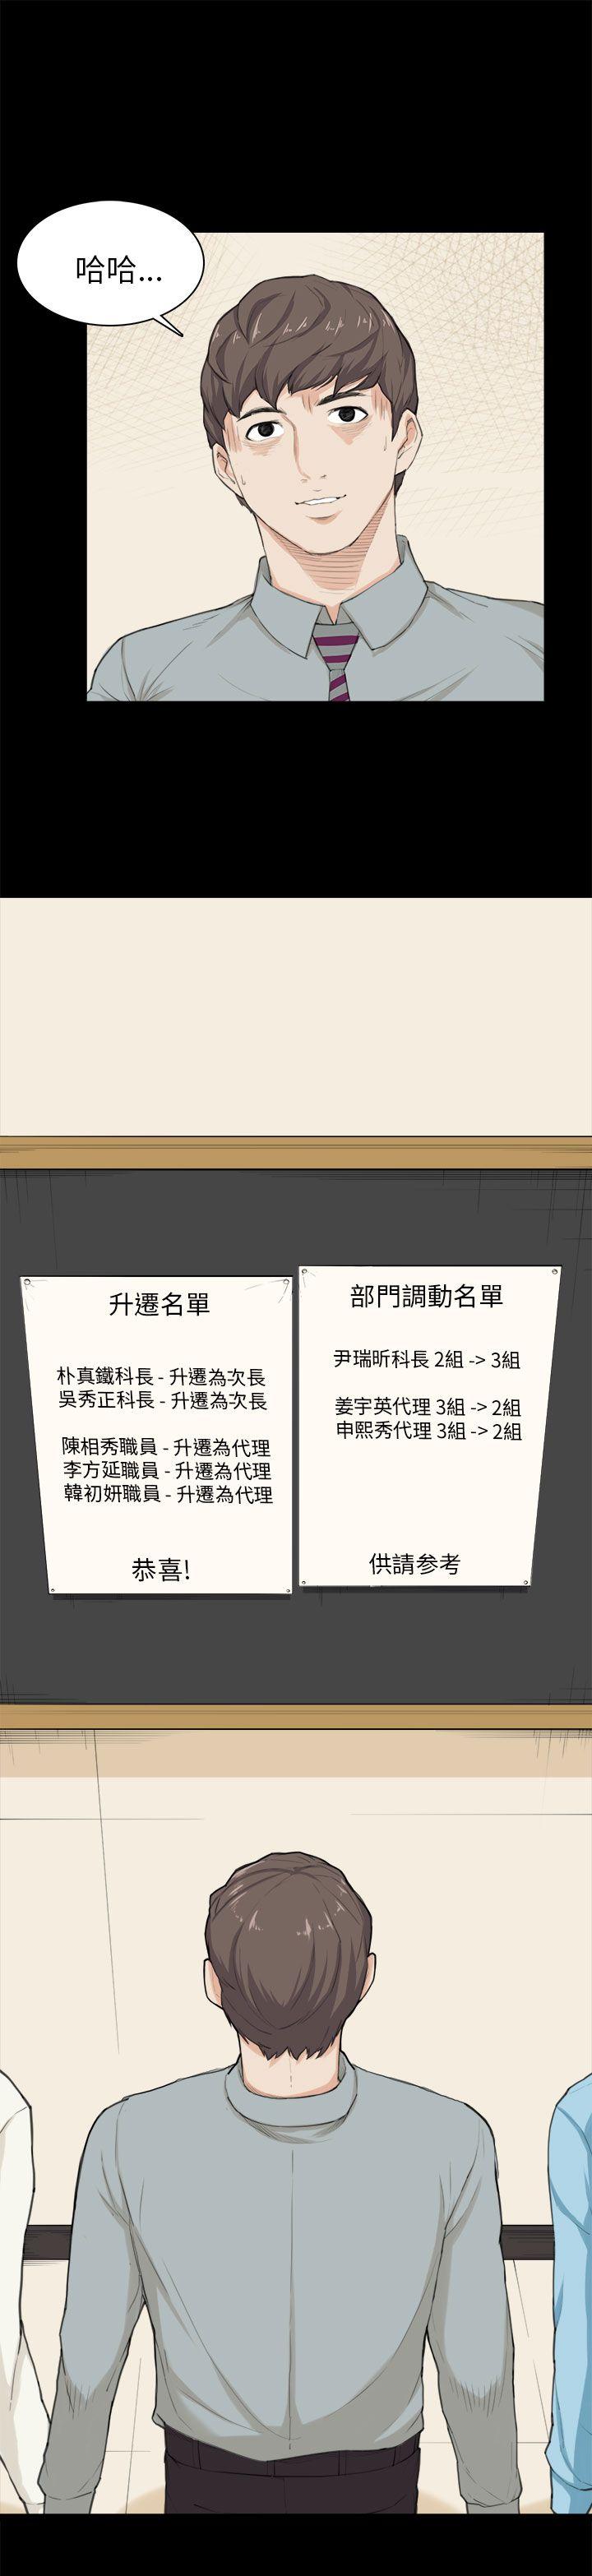 哈哈...
升遷名單
朴真鐵科長 - 升遷為次長
吳秀正科長 - 升遷為次長
陳相秀職員 - 升遷為代理
李方延職員 - 升遷為代理
韓初妍職員 - 升遷為代理
恭喜!
部門調動名單
尹瑞昕科長 2組 -> 3組
姜宇英代理 3組 -> 2組
申熙秀代理 3組 -> 2組
供請參考